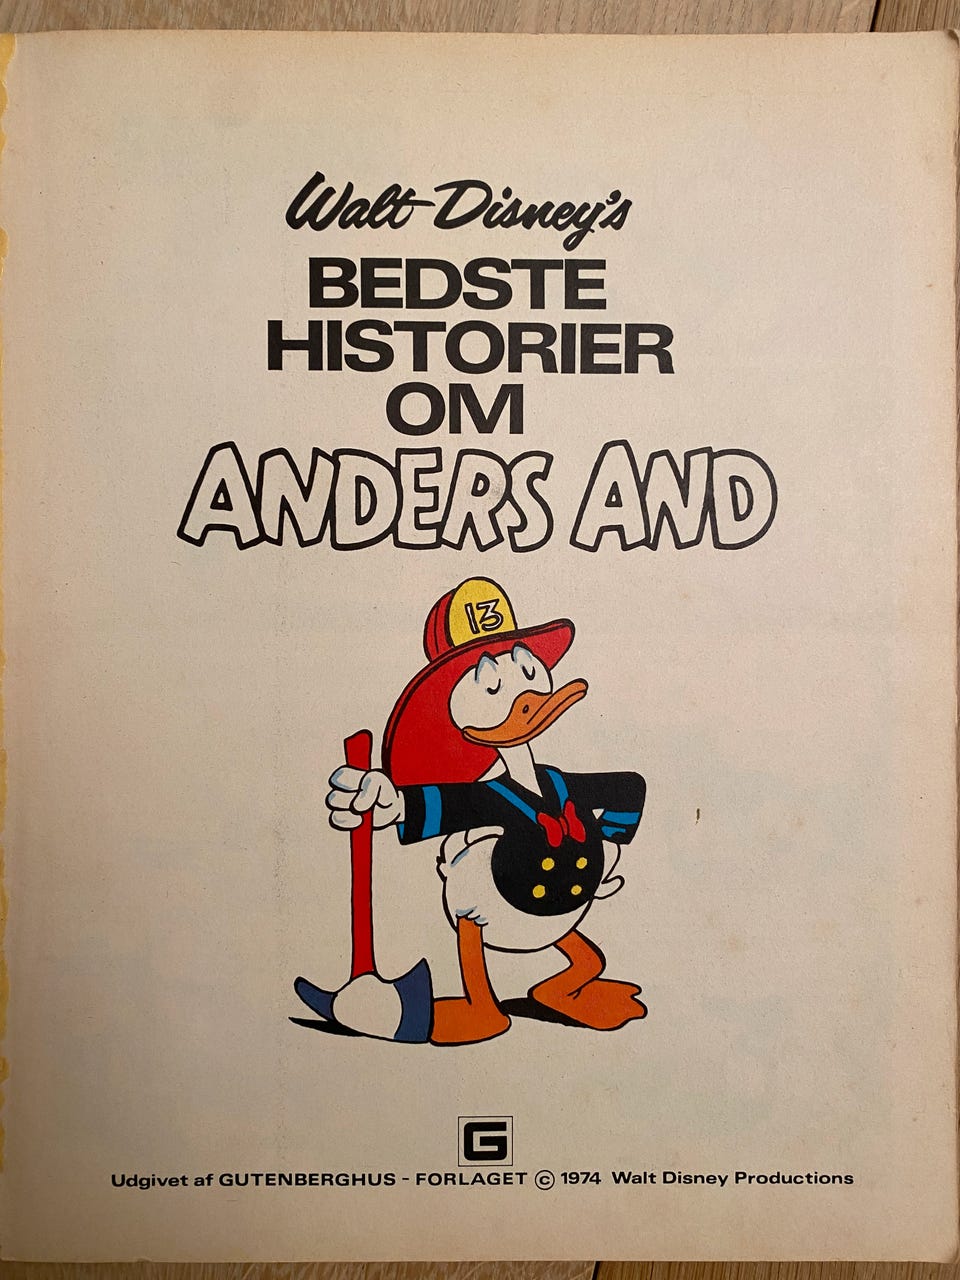 Walt Disney's
BEDSTE
HISTORIER
OM
ANDERS AND
13
G
Udgivet af GUTENBERGHUS - FORLAGET © 1974 Walt Disney Productions